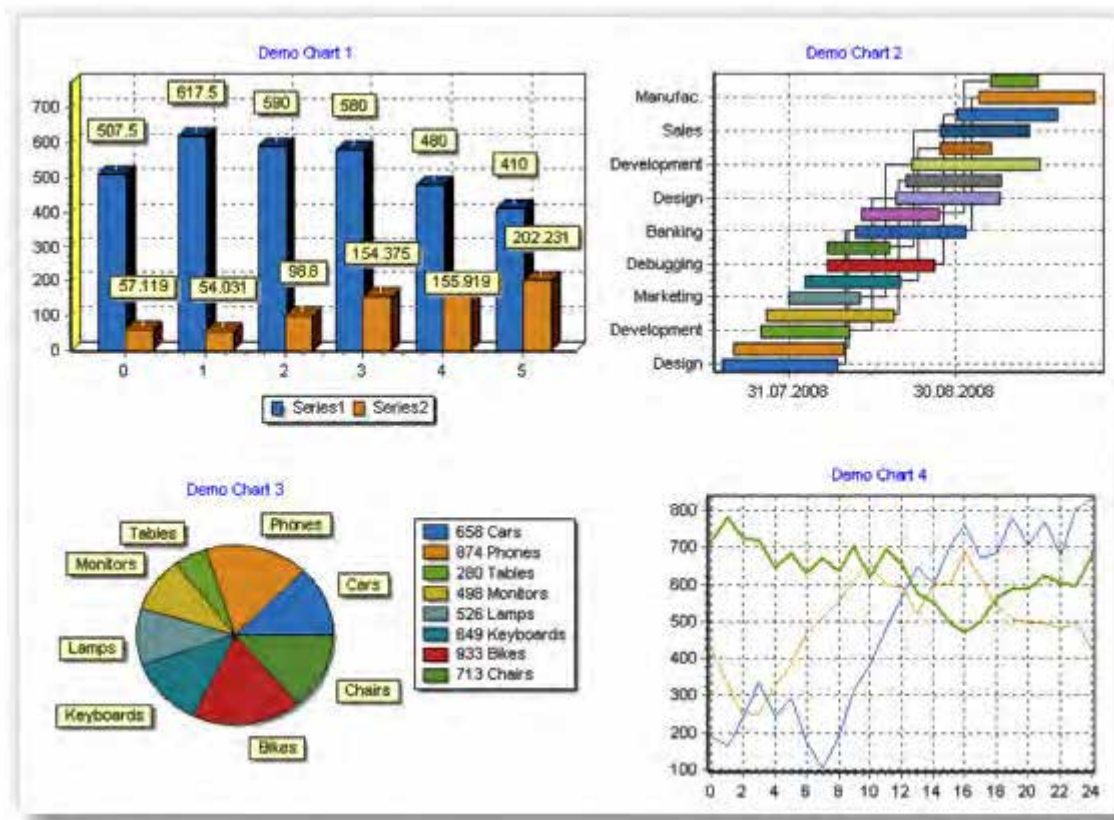 Demo Chart 1
700
600
500
400
300
200
100
0
507.5
617.5
590
580
480
410
57.119
54.031
98.8
154.375
155.919
202.231
0 1 2 3 4 5
Series1 Series2
Demo Chart 2
Manufac.
Sales
Development
Design
Banking
Debugging
Marketing
Development
Design
31.07.2008 30.08.2008
Demo Chart 3
Phones
Tables
Monitors
Cars
Lamps
Chairs
Keyboards
Bikes
658 Cars
874 Phones
280 Tables
498 Monitors
526 Lamps
649 Keyboards
933 Bikes
713 Chairs
Demo Chart 4
800
700
600
500
400
300
200
100
0 2 4 6 8 10 12 14 16 18 20 22 24